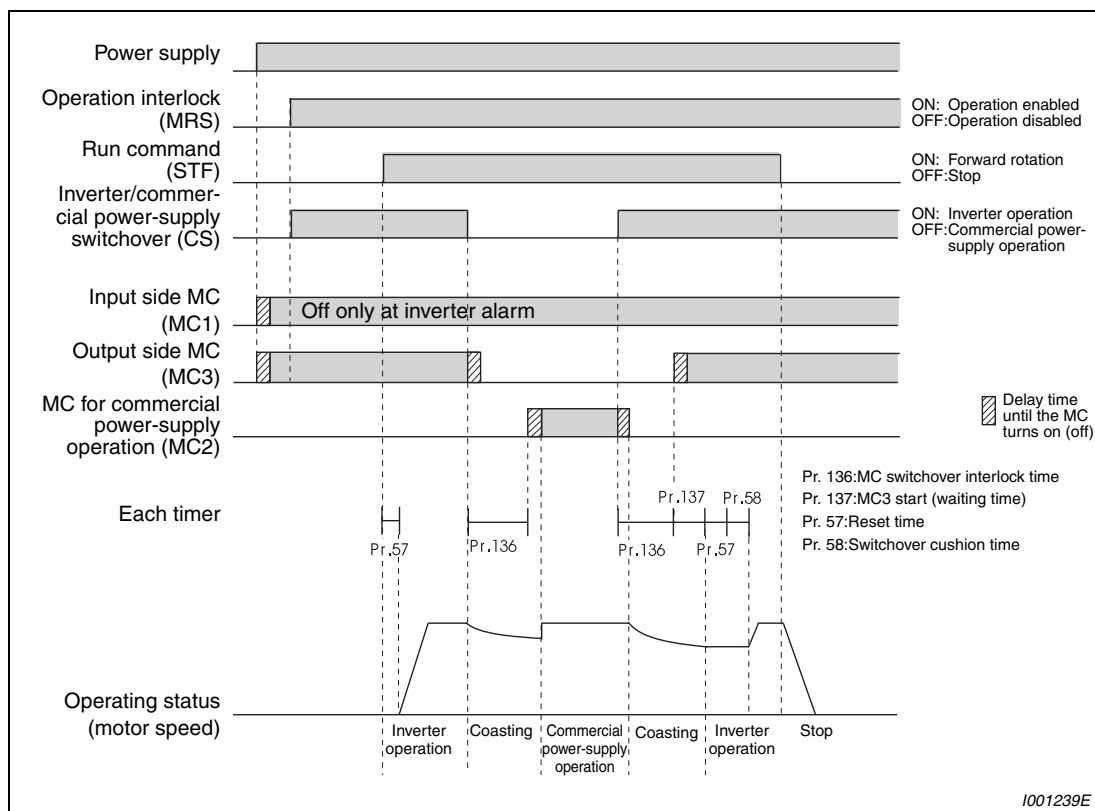 Power supply
Operation interlock
(MRS)
ON: Operation enabled
OFF:Operation disabled
Run command
(STF)
ON: Forward rotation
OFF:Stop
Inverter/commer-
cial power-supply
switchover (CS)
ON: Inverter operation
OFF:Commercial power-
supply operation
Input side MC
(MC1)
Off only at inverter alarm
Output side MC
(MC3)
MC for commercial
power-supply
operation (MC2)
Delay time
until the MC
turns on (off)
Each timer
Pr.57
Pr.136
Pr.136
Pr.137
Pr.57
Pr.58
Pr. 136:MC switchover interlock time
Pr. 137:MC3 start (waiting time)
Pr. 57:Reset time
Pr. 58:Switchover cushion time
Operating status
(motor speed)
Inverter
operation
Coasting
Commercial
power-supply
operation
Coasting
Inverter
operation
Stop
I001239E